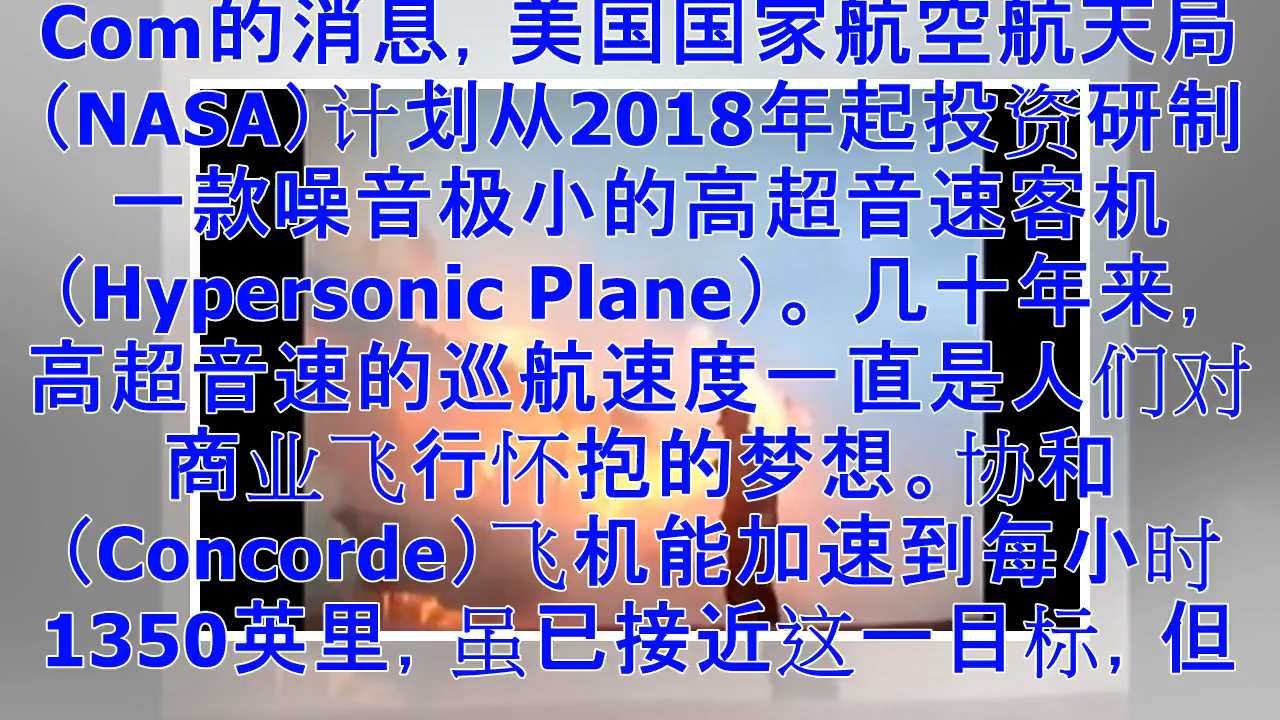 Com的消息,美国国家航空航天局
(NASA)计划从2018年起投资研制
一款噪音极小的高超音速客机
(Hypersonic Plane)。几十年来,
高超音速的巡航速度一直是人们对
商业飞行怀抱的梦想。协和
(Concorde)飞机能加速到每小时
1350英里,虽已接近这一目标,但